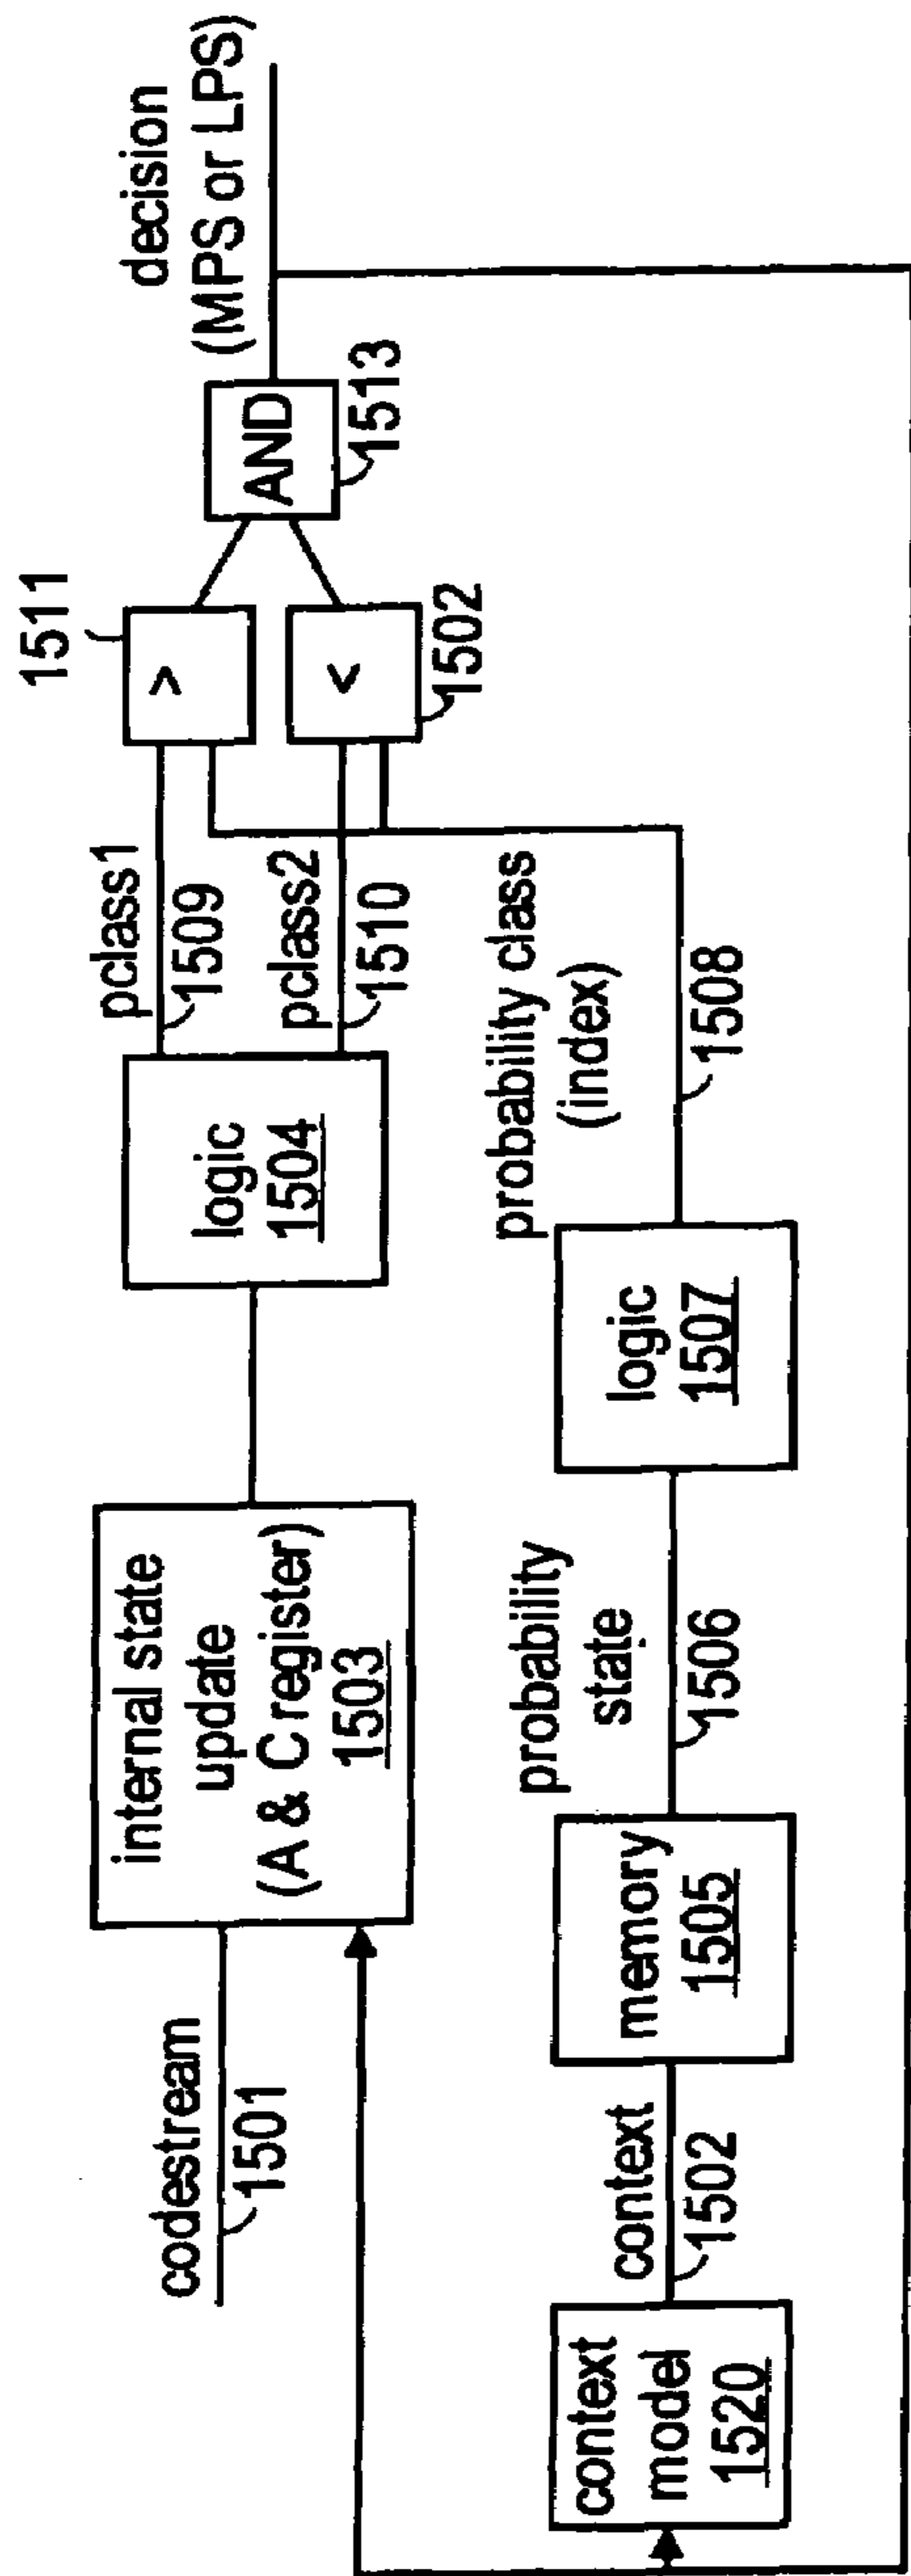 codestream
1501
internal state
update
(A & C register)
1503
logic
1504
pclass1
1509
pclass2
1510
1511
>
<
1502
AND
1513
decision
(MPS or LPS)
context
model
1520
context
1502
memory
1505
probability
state
1506
logic
1507
probability class
(index)
1508